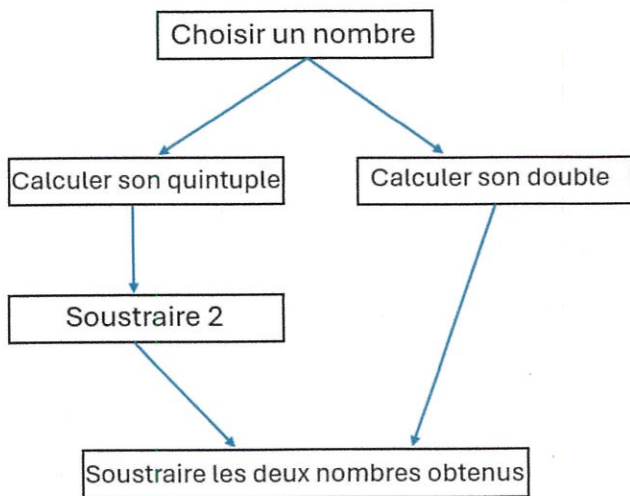 Choisir un nombre
Calculer son quintuple
Calculer son double
Soustraire 2
Soustraire les deux nombres obtenus